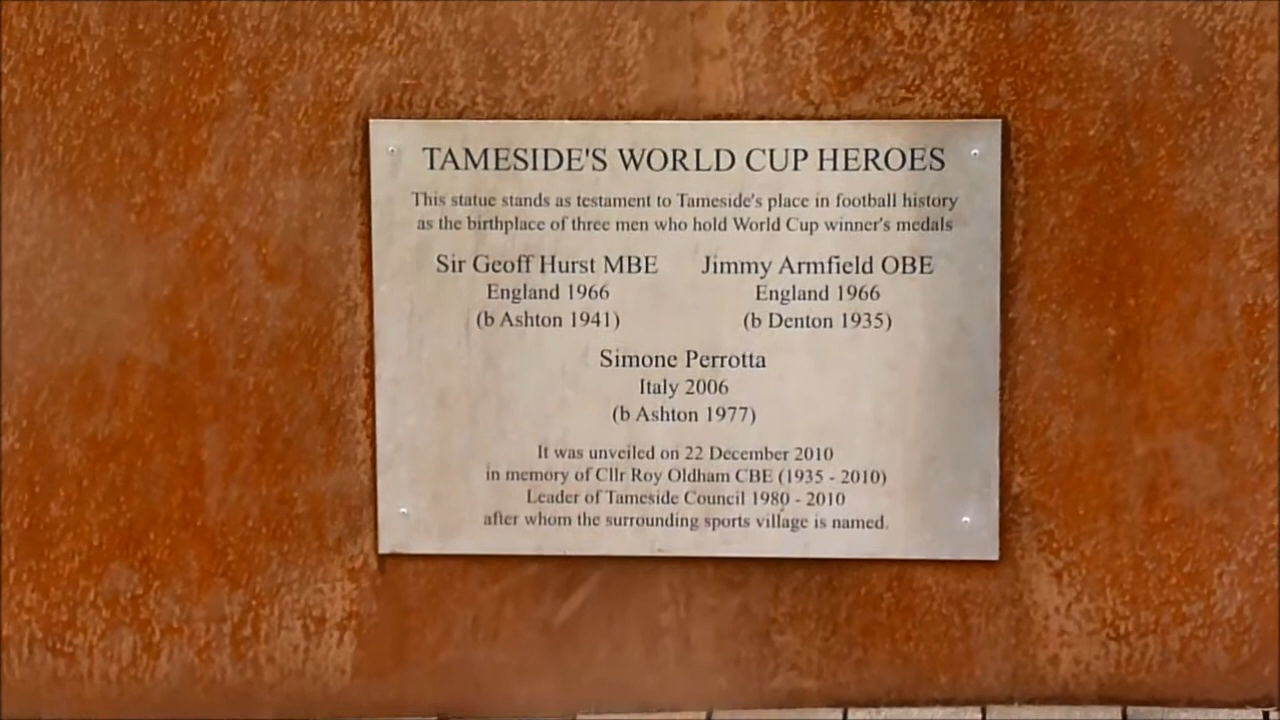 TAMESIDE'S WORLD CUP HEROES
This statue stands as testament to Tameside's place in football history
as the birthplace of three men who hold World Cup winner's medals
Sir Geoff Hurst MBE
England 1966
(b Ashton 1941)
Jimmy Armfield OBE
England 1966
(b Denton 1935)
Simone Perrotta
Italy 2006
(b Ashton 1977)
It was unveiled on 22 December 2010
in memory of Cllr Roy Oldham CBE (1935 - 2010)
Leader of Tameside Council 1980 - 2010
after whom the surrounding sports village is named.